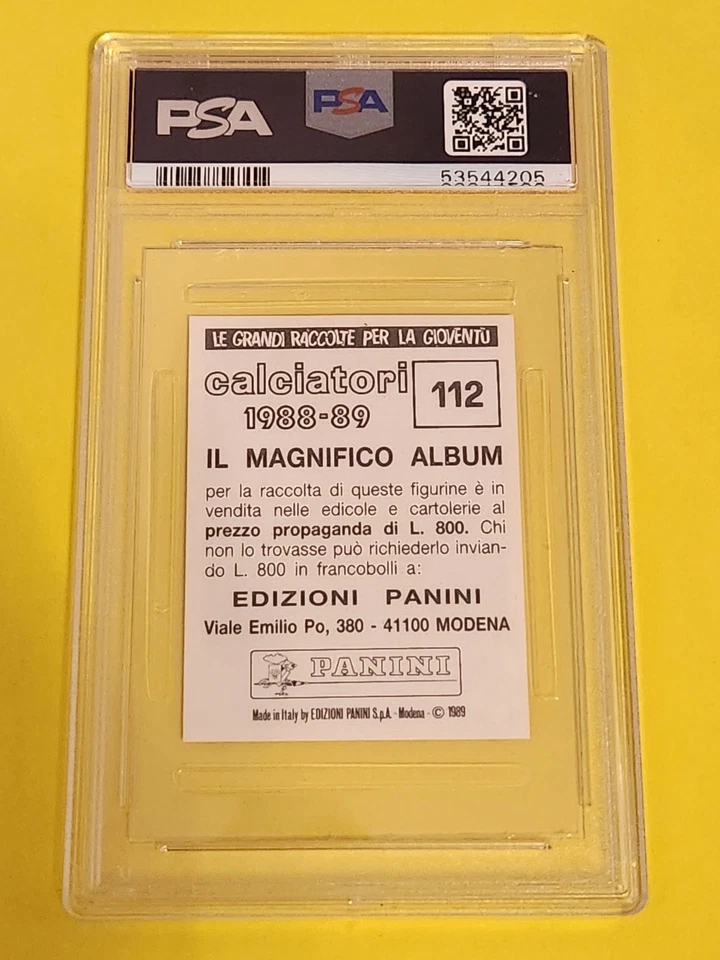 PSA
PSA
53544205
LE GRANDI RACCOLTE PER LA GIOVENTÙ
calciatori
1988-89
112
IL MAGNIFICO ALBUM
per la raccolta di queste figurine è in
vendita nelle edicole e cartolerie al
prezzo propaganda di L. 800. Chi
non lo trovasse può richiederlo invian-
do L. 800 in francobolli a:
EDIZIONI PANINI
Viale Emilio Po, 380 - 41100 MODENA
PANINI
Made in Italy by EDIZIONI PANINI S.p.A. - Modena - © 1989